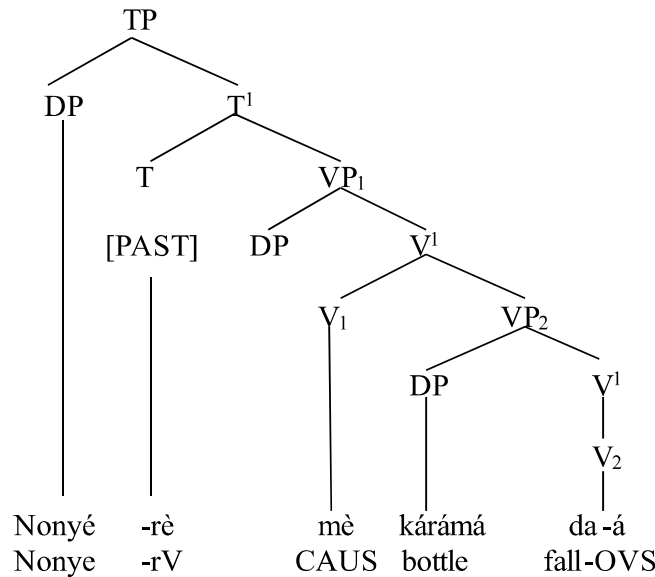 TP
DP T¹
T VP₁
[PAST] DP V¹
V₁ VP₂
DP V¹
V₂
Nonyé -rè mè kárámá da -á
Nonye -rV CAUS bottle fall-OVS